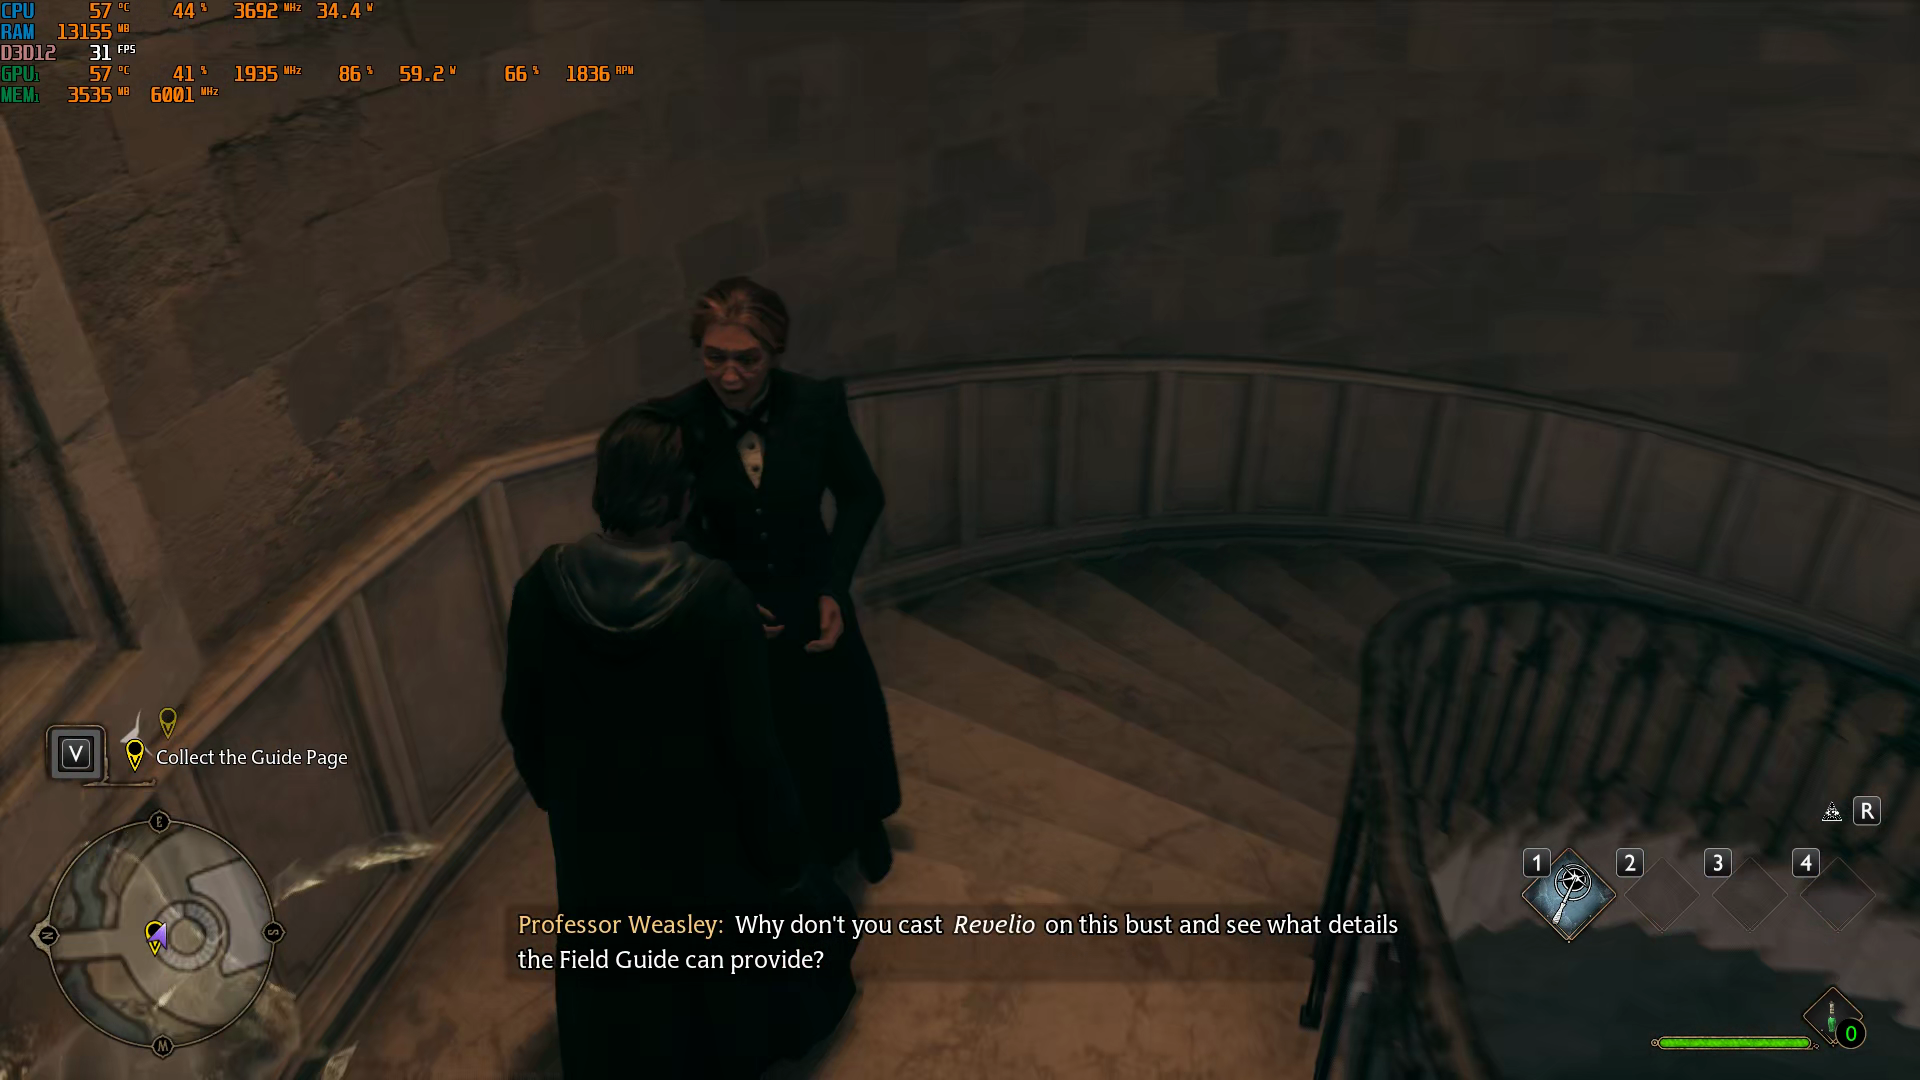 CPU 57 °C 44 % 3692 MHz 34.4 W
RAM 13155 MB
D3D12 31 FPS
GPU1 57 °C 41 % 1935 MHz 86 % 59.2 W 66 % 1836 RPM
MEM1 3535 MB 6001 MHz
V Collect the Guide Page
E
N
S
W
R
1 2 3 4
Professor Weasley: Why don't you cast Revelio on this bust and see what details
the Field Guide can provide?
0